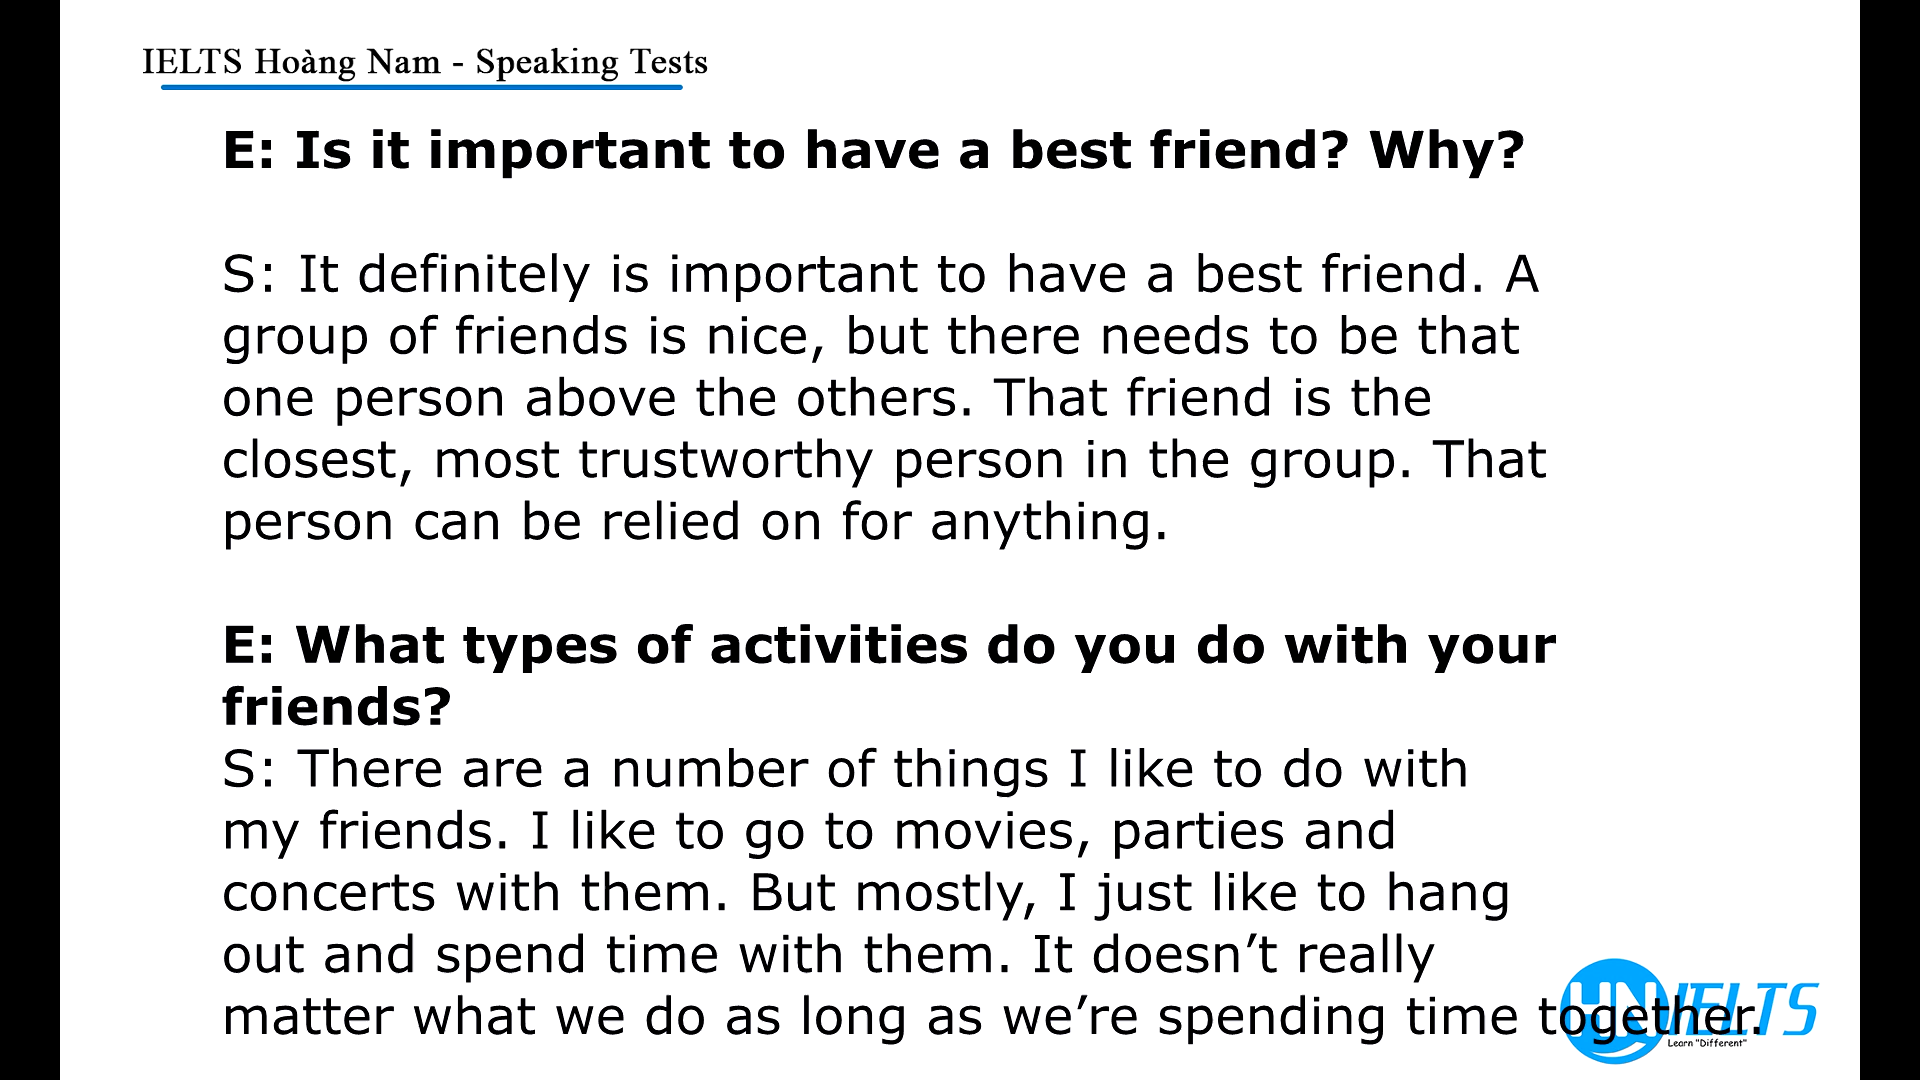 IELTS Hoàng Nam - Speaking Tests
E: Is it important to have a best friend? Why?
S: It definitely is important to have a best friend. A
group of friends is nice, but there needs to be that
one person above the others. That friend is the
closest, most trustworthy person in the group. That
person can be relied on for anything.
E: What types of activities do you do with your
friends?
S: There are a number of things I like to do with
my friends. I like to go to movies, parties and
concerts with them. But mostly, I just like to hang
out and spend time with them. It doesn’t really
matter what we do as long as we’re spending time together.
HN IELTS
Learn "Different"